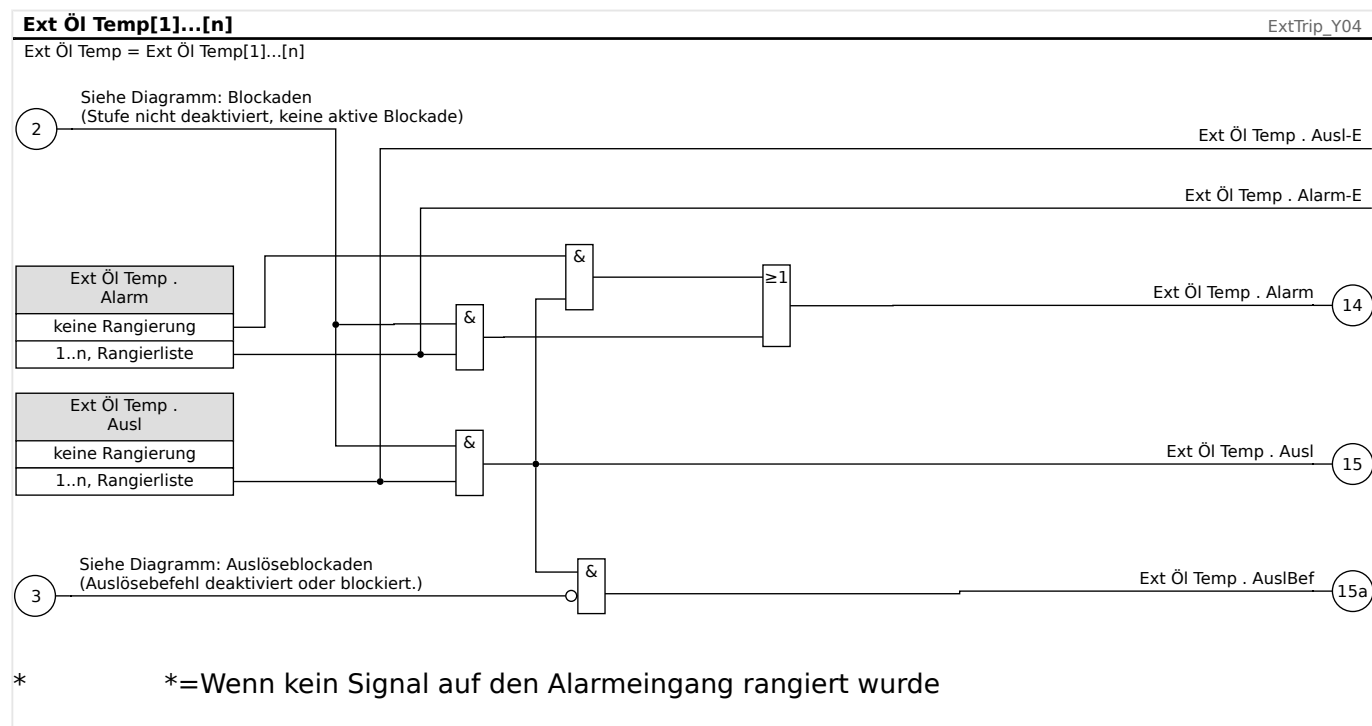 Ext Öl Temp[1]...[n]
ExtTrip_Y04
Ext Öl Temp = Ext Öl Temp[1]...[n]
Siehe Diagramm: Blockaden
(Stufe nicht deaktiviert, keine aktive Blockade)
2
Ext Öl Temp . Ausl-E
Ext Öl Temp . Alarm-E
&
Ext Öl Temp .
Alarm
≥1
Ext Öl Temp . Alarm
14
keine Rangierung
&
1..n, Rangierliste
Ext Öl Temp .
Ausl
keine Rangierung
&
Ext Öl Temp . Ausl
15
1..n, Rangierliste
Siehe Diagramm: Auslöseblockaden
(Auslösebefehl deaktiviert oder blockiert.)
3
&
Ext Öl Temp . AuslBef
15a
* *=Wenn kein Signal auf den Alarmeingang rangiert wurde